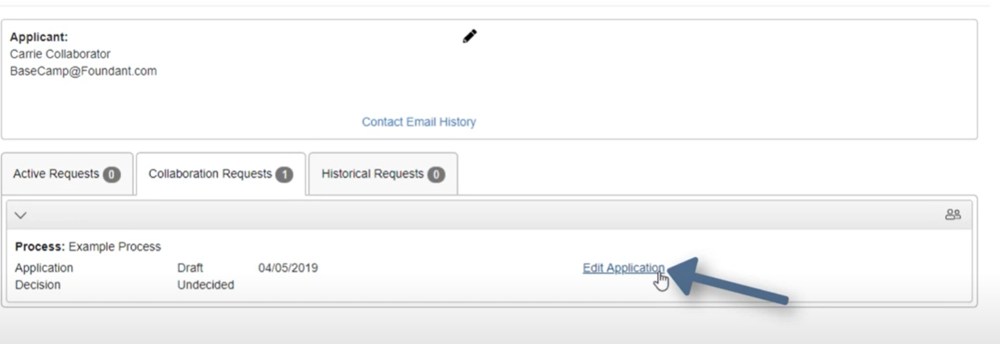 Applicant:
Carrie Collaborator
BaseCamp@Foundant.com
Contact Email History
Active Requests 0 Collaboration Requests 1 Historical Requests 0
Process: Example Process
Application Draft 04/05/2019 Edit Application
Decision Undecided